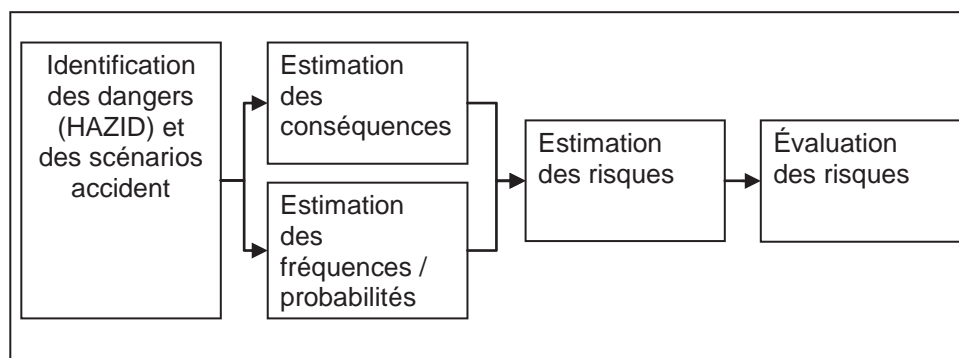 Identification
des dangers
(HAZID) et
des scénarios
accident
Estimation
des
conséquences
Estimation
des
fréquences /
probabilités
Estimation
des risques
Évaluation
des risques